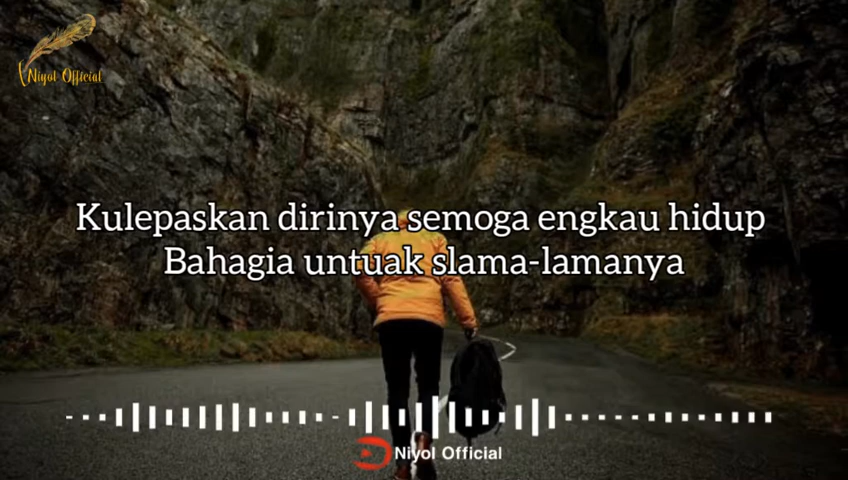 Niyol Official
Kulepaskan dirinya semoga engkau hidup
Bahagia untuak slama-lamanya
Niyol Official